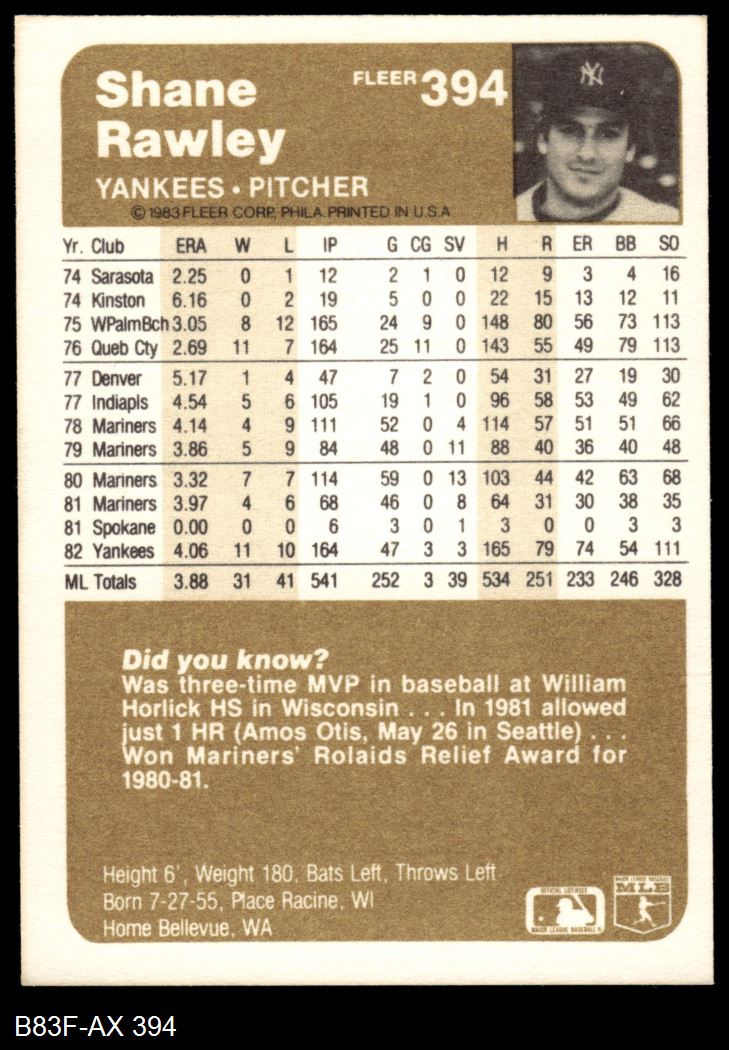 Shane
Rawley
FLEER 394
NY
YANKEES • PITCHER
© 1983 FLEER CORP, PHILA. PRINTED IN U.S.A.
Yr. Club ERA W L IP G CG SV H R ER BB SO
74 Sarasota 2.25 0 1 12 2 1 0 12 9 3 4 16
74 Kinston 6.16 0 2 19 5 0 0 22 15 13 12 11
75 WPalmBch 3.05 8 12 165 24 9 0 148 80 56 73 113
76 Queb Cty 2.69 11 7 164 25 11 0 143 55 49 79 113
77 Denver 5.17 1 4 47 7 2 0 54 31 27 19 30
77 Indiapls 4.54 5 6 105 19 1 0 96 58 53 49 62
78 Mariners 4.14 4 9 111 52 0 4 114 57 51 51 66
79 Mariners 3.86 5 9 84 48 0 11 88 40 36 40 48
80 Mariners 3.32 7 7 114 59 0 13 103 44 42 63 68
81 Mariners 3.97 4 6 68 46 0 8 64 31 30 38 35
81 Spokane 0.00 0 0 6 3 0 1 3 0 0 3 3
82 Yankees 4.06 11 10 164 47 3 3 165 79 74 54 111
ML Totals 3.88 31 41 541 252 3 39 534 251 233 246 328
Did you know?
Was three-time MVP in baseball at William
Horlick HS in Wisconsin . . . In 1981 allowed
just 1 HR (Amos Otis, May 26 in Seattle) . . .
Won Mariners' Rolaids Relief Award for
1980-81.
Height 6', Weight 180, Bats Left, Throws Left
Born 7-27-55, Place Racine, WI
Home Bellevue, WA
OFFICIAL LICENSEE
MAJOR LEAGUE BASEBALL
MAJOR LEAGUE BASEBALL
MLB
B83F-AX 394